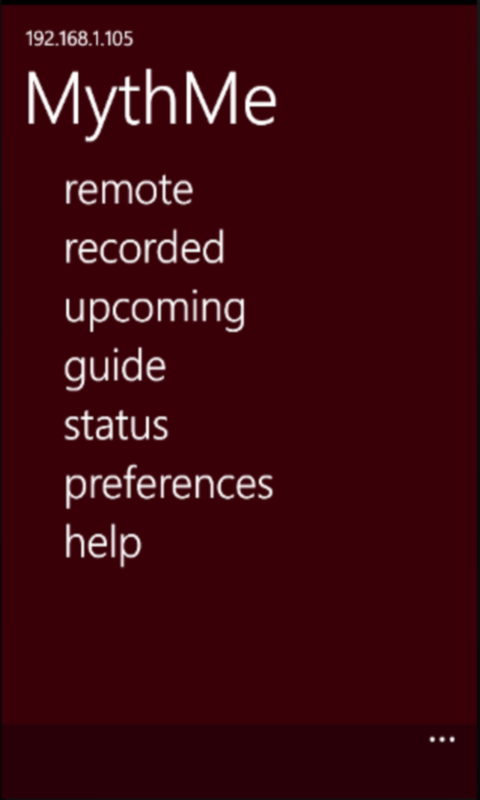 192.168.1.105
MythMe
remote
recorded
upcoming
guide
status
preferences
help
...